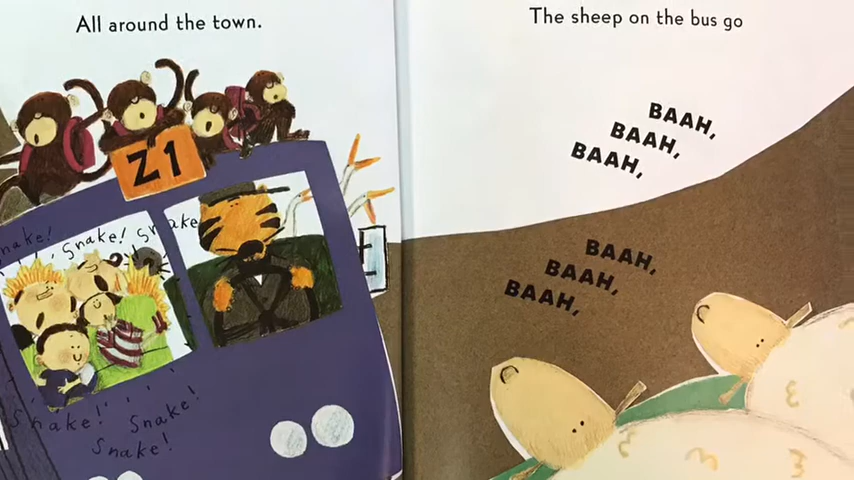 All around the town.
Z1
Snake! Snake!
Snake! Snake!
Snake!
The sheep on the bus go
BAAH,
BAAH,
BAAH,
BAAH,
BAAH,
BAAH,